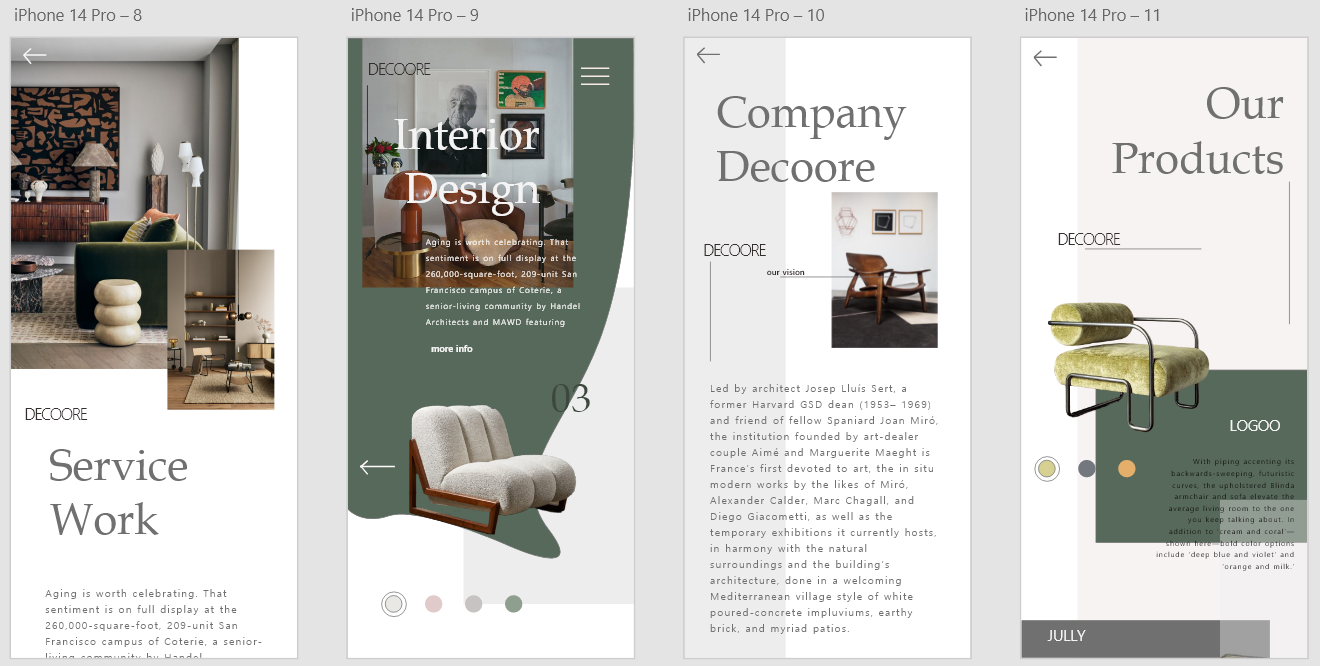 iPhone 14 Pro – 8
DECOORE
Service
Work
Aging is worth celebrating. That
sentiment is on full display at the
260,000-square-foot, 209-unit San
Francisco campus of Coterie, a senior-
living community by Handel
iPhone 14 Pro – 9
DECOORE
Interior
Design
Aging is worth celebrating. That
sentiment is on full display at the
260,000-square-foot, 209-unit San
Francisco campus of Coterie, a
senior-living community by Handel
Architects and MAWD featuring
more info
03
iPhone 14 Pro – 10
Company
Decoore
DECOORE
our vision
Led by architect Josep Lluís Sert, a
former Harvard GSD dean (1953– 1969)
and friend of fellow Spaniard Joan Miró,
the institution founded by art-dealer
couple Aimé and Marguerite Maeght is
France's first devoted to art, the in situ
modern works by the likes of Miró,
Alexander Calder, Marc Chagall, and
Diego Giacometti, as well as the
temporary exhibitions it currently hosts,
in harmony with the natural
surroundings and the building's
architecture, done in a welcoming
Mediterranean village style of white
poured-concrete impluviums, earthy
brick, and myriad patios.
iPhone 14 Pro – 11
Our
Products
DECOORE
LOGOO
With piping accenting its
backwards-sweeping, futuristic
curves, the upholstered Blinda
armchair and sofa elevate the
average living room to the one
you keep talking about. In
addition to 'cream and coral'—
shown here—bold color options
include 'deep blue and violet' and
'orange and milk.'
JULLY